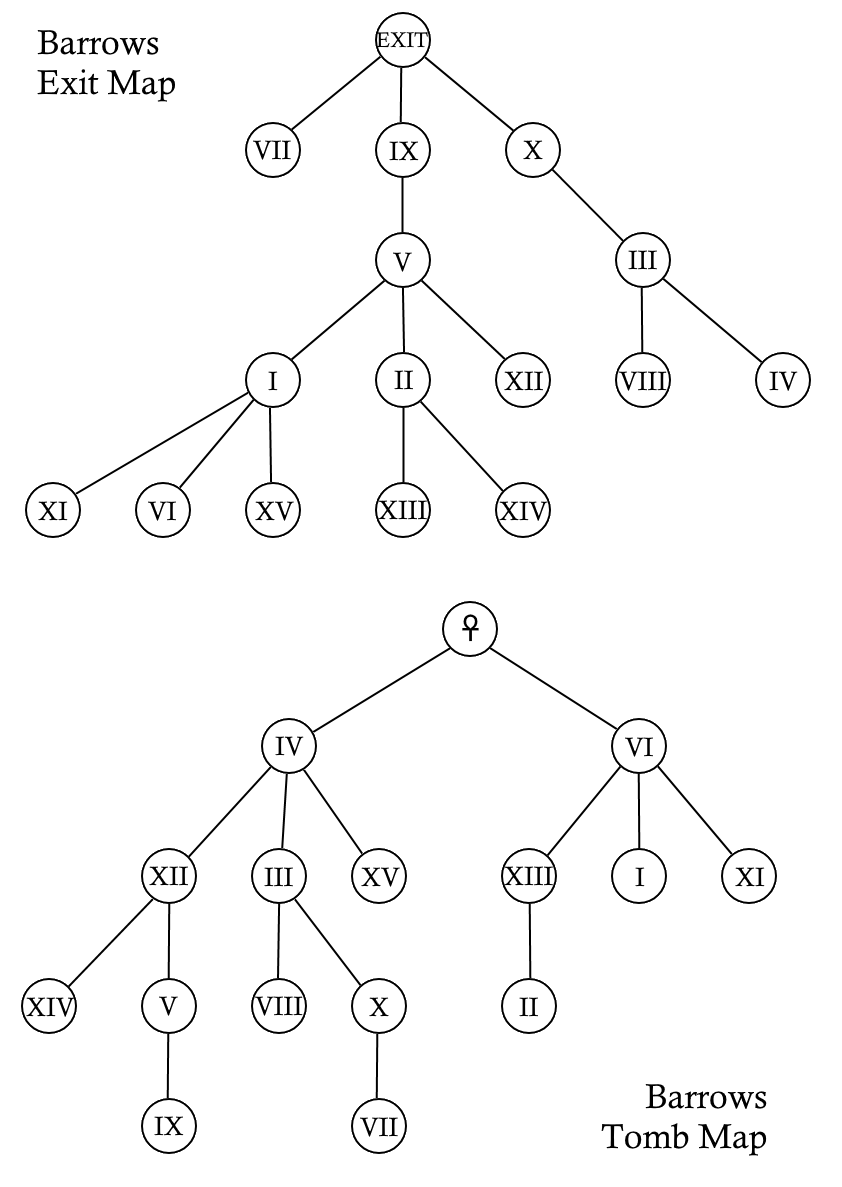 Barrows
Exit Map
EXIT
VII IX X
V III
I II XII VIII IV
XI VI XV XIII XIV
♀
IV VI
XII III XV XIII I XI
XIV V VIII X II
IX VII
Barrows
Tomb Map